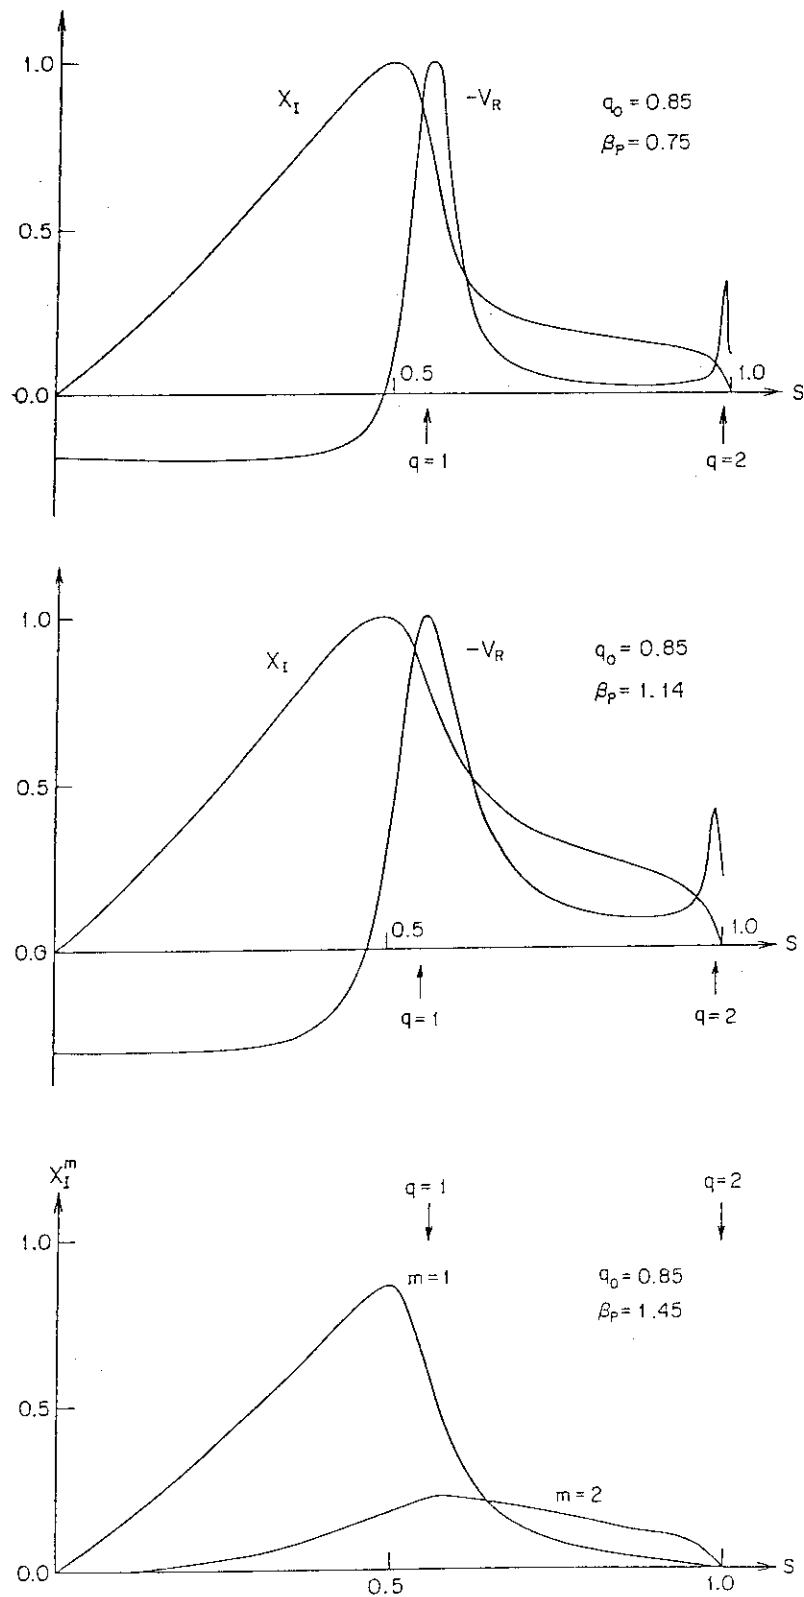 1.0
X_I
-V_R
q_0 = 0.85
β_P = 0.75
0.5
0.5
1.0
0.0
S
q = 1
q = 2
1.0
X_I
-V_R
q_0 = 0.85
β_P = 1.14
0.5
0.5
1.0
0.0
S
q = 1
q = 2
X_I^m
q = 1
q = 2
1.0
m = 1
q_0 = 0.85
β_P = 1.45
0.5
m = 2
0.0
S
0.5
1.0